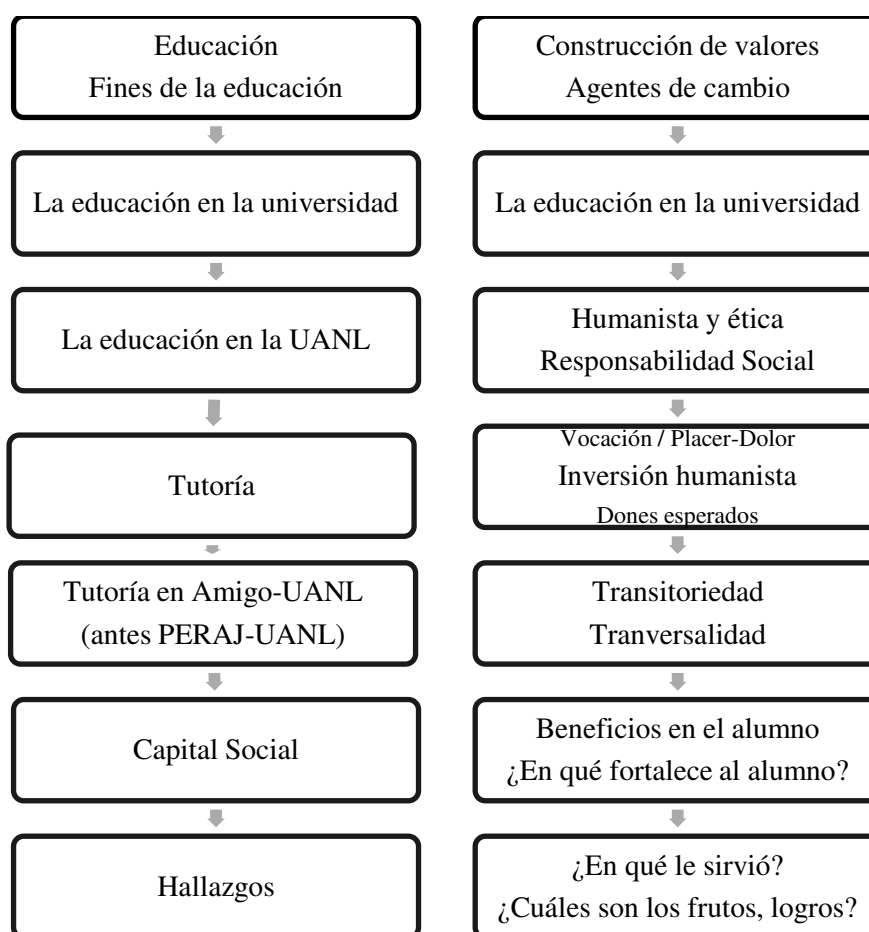 Educación
Fines de la educación
La educación en la universidad
La educación en la UANL
Tutoría
Tutoría en Amigo-UANL
(antes PERAJ-UANL)
Capital Social
Hallazgos
Construcción de valores
Agentes de cambio
La educación en la universidad
Humanista y ética
Responsabilidad Social
Vocación / Placer-Dolor
Inversión humanista
Dones esperados
Transitoriedad
Tranversalidad
Beneficios en el alumno
¿En qué fortalece al alumno?
¿En qué le sirvió?
¿Cuáles son los frutos, logros?